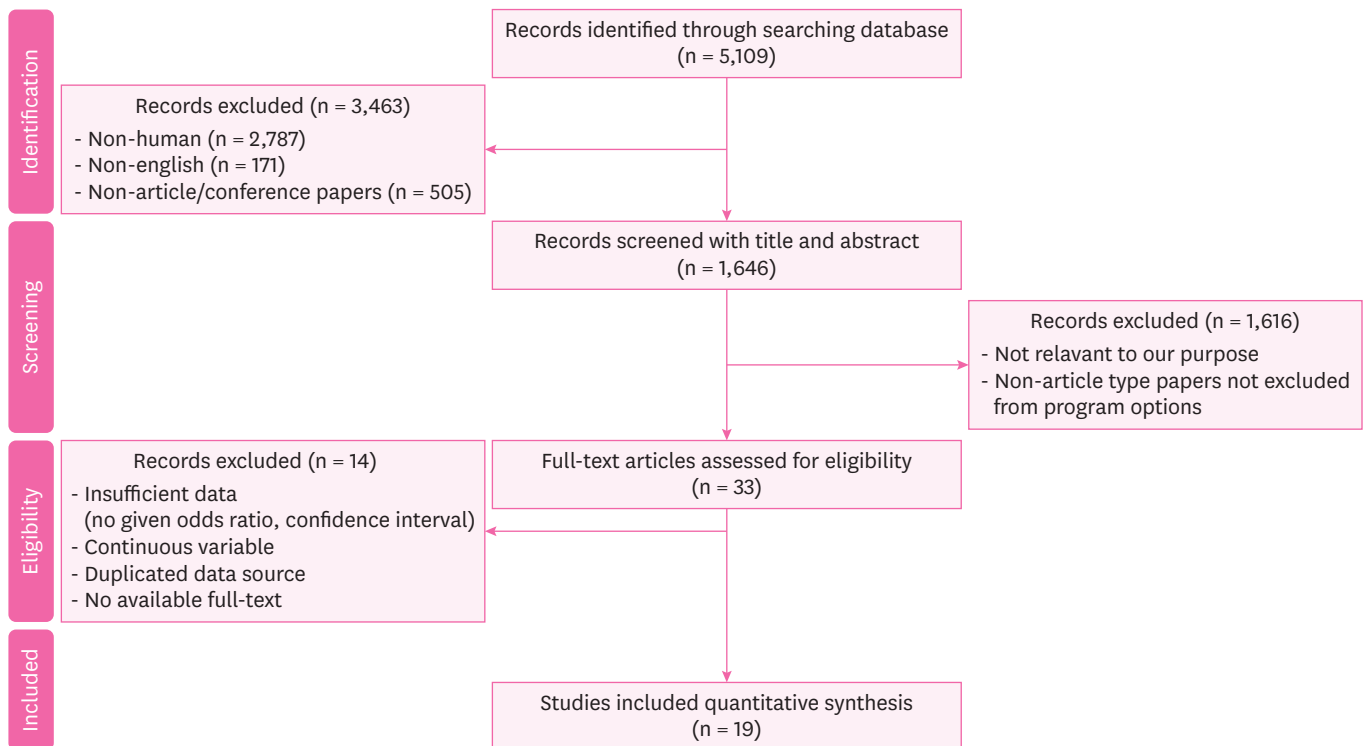 Identification
Records identified through searching database
(n = 5,109)
Records excluded (n = 3,463)
- Non-human (n = 2,787)
- Non-english (n = 171)
- Non-article/conference papers (n = 505)
Screening
Records screened with title and abstract
(n = 1,646)
Records excluded (n = 1,616)
- Not relavant to our purpose
- Non-article type papers not excluded
from program options
Eligibility
Full-text articles assessed for eligibility
(n = 33)
Records excluded (n = 14)
- Insufficient data
(no given odds ratio, confidence interval)
- Continuous variable
- Duplicated data source
- No available full-text
Included
Studies included quantitative synthesis
(n = 19)